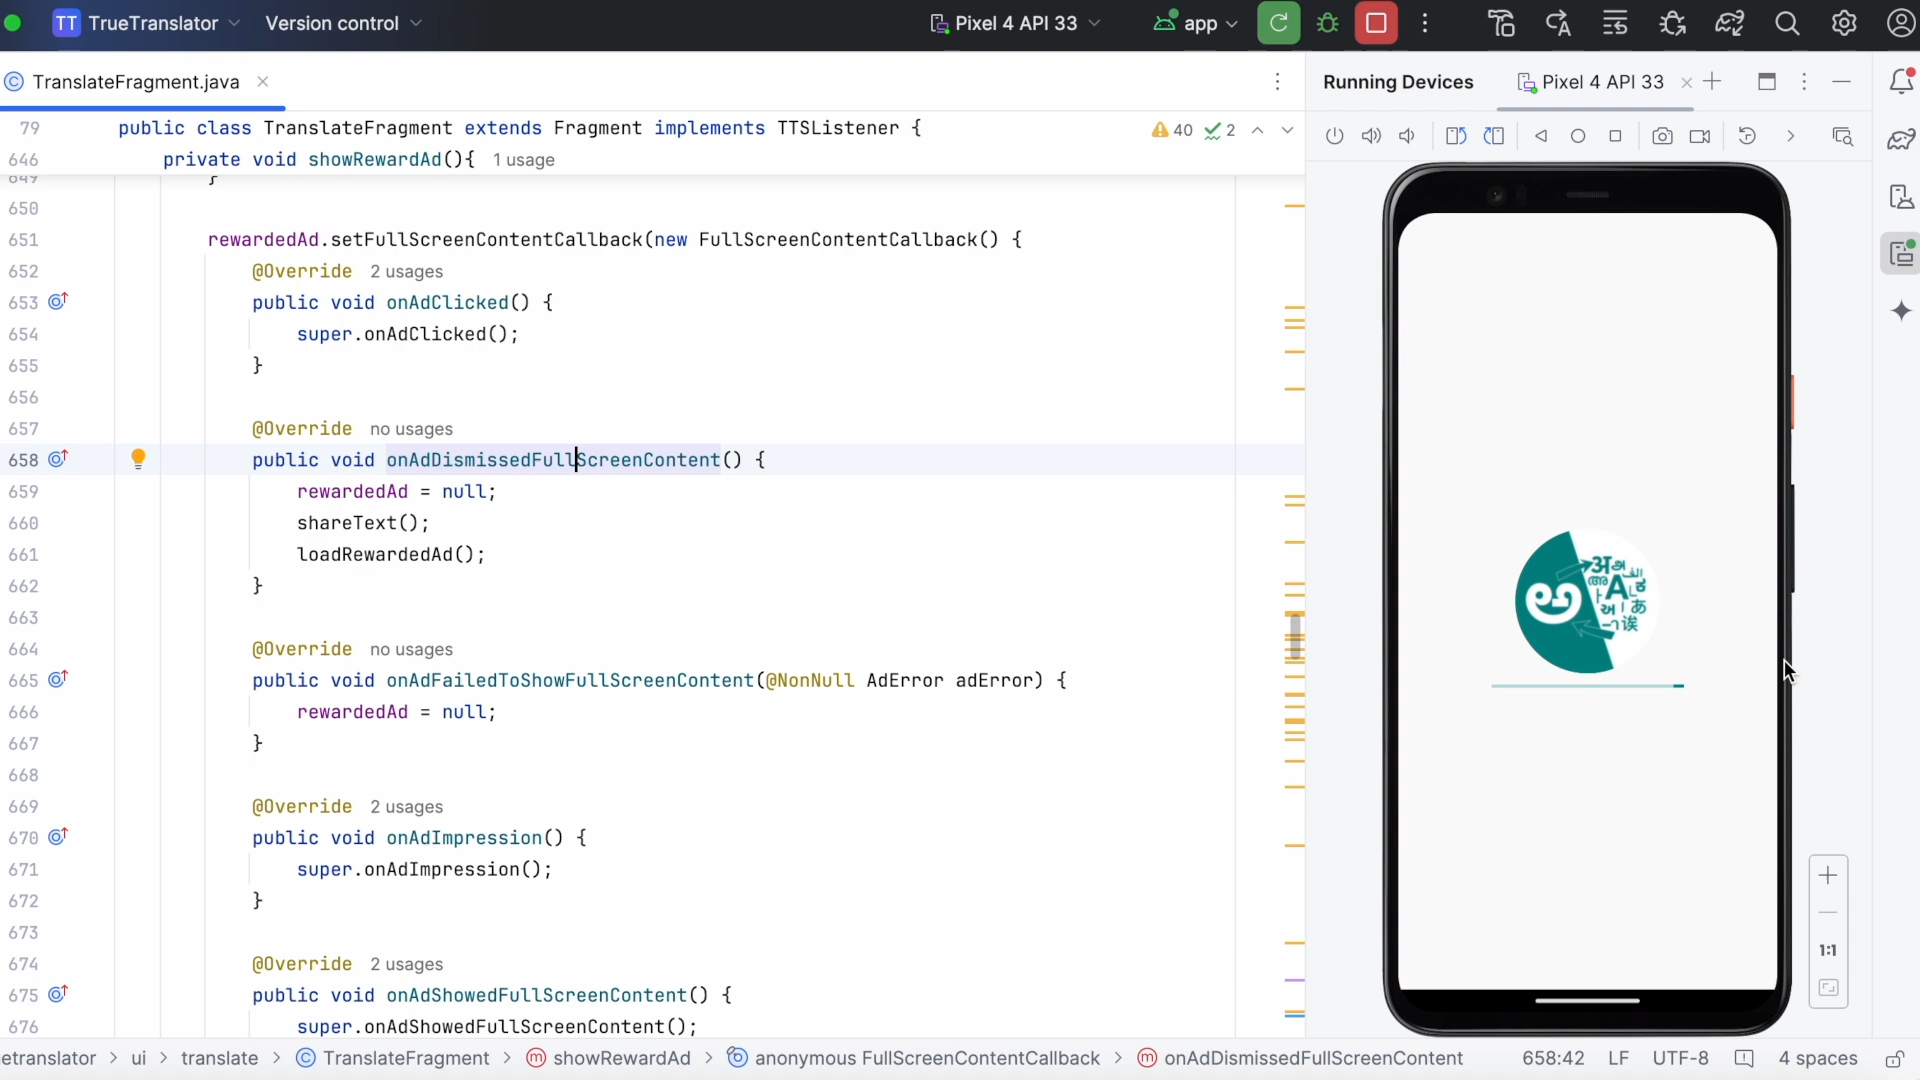 TT TrueTranslator Version control Pixel 4 API 33 app
TranslateFragment.java
Running Devices Pixel 4 API 33
79 public class TranslateFragment extends Fragment implements TTSListener { 40 2
646 private void showRewardAd(){ 1 usage
649 }
650
651 rewardedAd.setFullScreenContentCallback(new FullScreenContentCallback() {
652 @Override 2 usages
653 public void onAdClicked() {
654 super.onAdClicked();
655 }
656
657 @Override no usages
658 public void onAdDismissedFullScreenContent() {
659 rewardedAd = null;
660 shareText();
661 loadRewardedAd();
662 }
663
664 @Override no usages
665 public void onAdFailedToShowFullScreenContent(@NonNull AdError adError) {
666 rewardedAd = null;
667 }
668
669 @Override 2 usages
670 public void onAdImpression() {
671 super.onAdImpression();
672 }
673
674 @Override 2 usages
675 public void onAdShowedFullScreenContent() {
676 super.onAdShowedFullScreenContent();
1:1
etranslator > ui > translate > TranslateFragment > showRewardAd > anonymous FullScreenContentCallback > onAdDismissedFullScreenContent 658:42 LF UTF-8 4 spaces